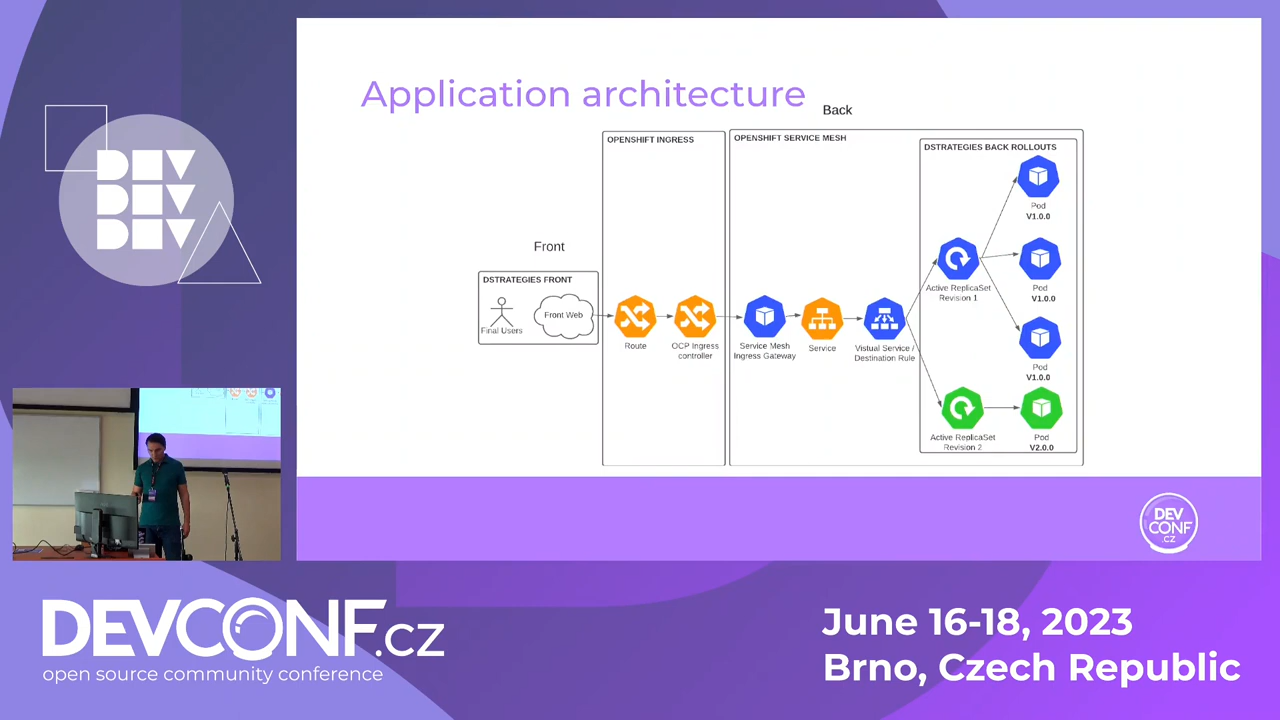 Application architecture
Back
OPENSHIFT INGRESS
OPENSHIFT SERVICE MESH
DSTRATEGIES BACK ROLLOUTS
Pod
V1.0.0
Front
DSTRATEGIES FRONT
Final Users
Front Web
Route
OCP Ingress
controller
Service Mesh
Ingress Gateway
Service
Vistual Service /
Destination Rule
Active ReplicaSet
Revision 1
Pod
V1.0.0
Pod
V1.0.0
Active ReplicaSet
Revision 2
Pod
V2.0.0
DEV
DEV
DEV
DEV
CONF
.CZ
DEVCONF.cz
open source community conference
June 16-18, 2023
Brno, Czech Republic